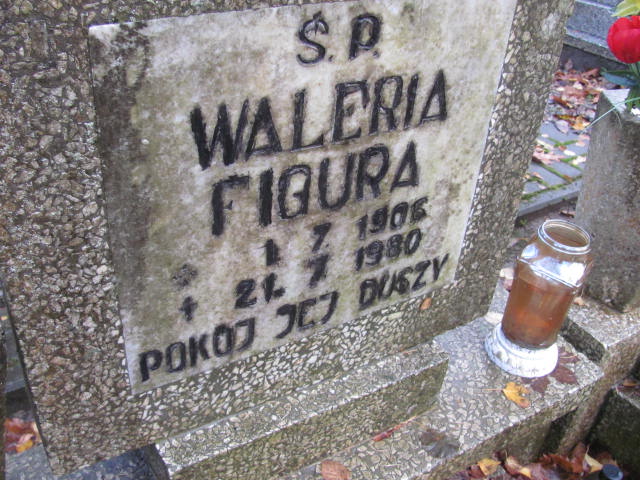 Ś.P.
WALERIA
FIGURA
* 1. 7 1906
† 21. 7 1980
POKÓJ JEJ DUSZY